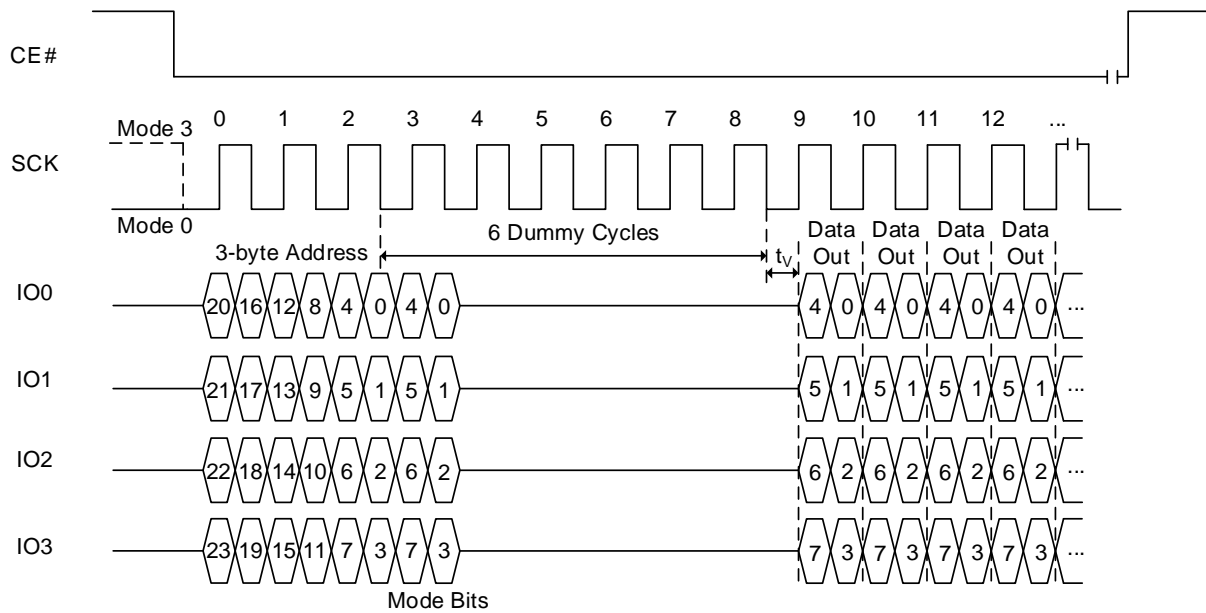 CE#
0 1 2 3 4 5 6 7 8 9 10 11 12 ...
Mode 3
SCK
Mode 0
6 Dummy Cycles
Data Data Data Data
3-byte Address
tV
Out Out Out Out
IO0
20 16 12 8 4 0 4 0 4 0 4 0 4 0 4 0 ...
IO1
21 17 13 9 5 1 5 1 5 1 5 1 5 1 5 1 ...
IO2
22 18 14 10 6 2 6 2 6 2 6 2 6 2 6 2 ...
IO3
23 19 15 11 7 3 7 3 7 3 7 3 7 3 7 3 ...
Mode Bits